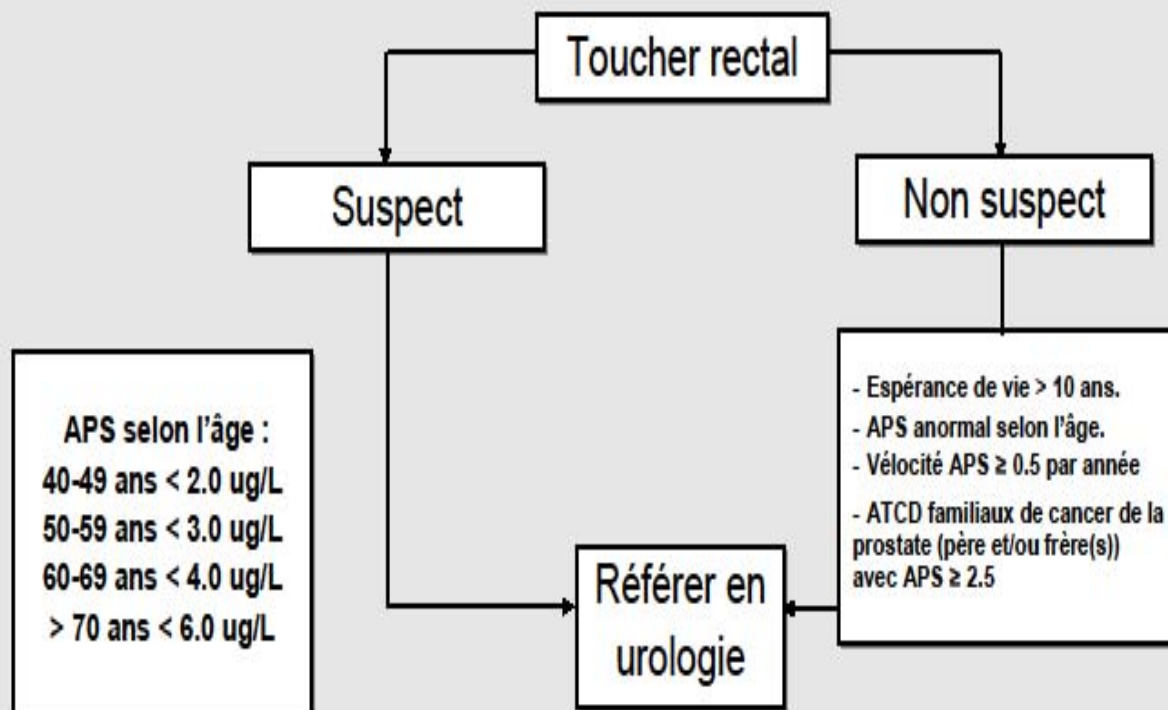 Toucher rectal
Suspect
Non suspect
APS selon l'âge :
40-49 ans < 2.0 ug/L
50-59 ans < 3.0 ug/L
60-69 ans < 4.0 ug/L
> 70 ans < 6.0 ug/L
- Espérance de vie > 10 ans.
- APS anormal selon l'âge.
- Vélocité APS ≥ 0.5 par année
- ATCD familiaux de cancer de la
prostate (père et/ou frère(s))
avec APS ≥ 2.5
Référer en
urologie